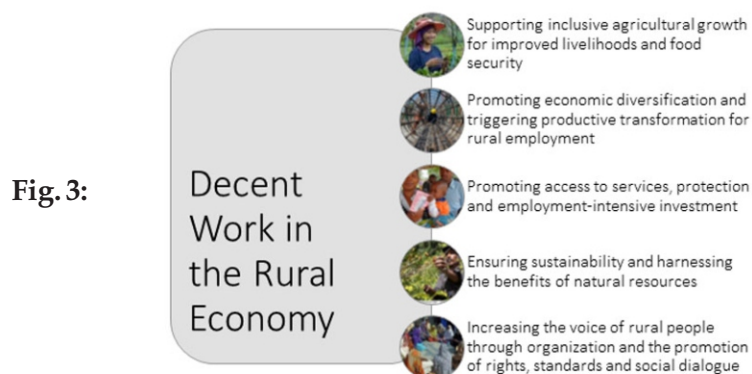 Fig. 3:
Decent
Work in
the Rural
Economy
Supporting inclusive agricultural growth
for improved livelihoods and food
security
Promoting economic diversification and
triggering productive transformation for
rural employment
Promoting access to services, protection
and employment-intensive investment
Ensuring sustainability and harnessing
the benefits of natural resources
Increasing the voice of rural people
through organization and the promotion
of rights, standards and social dialogue